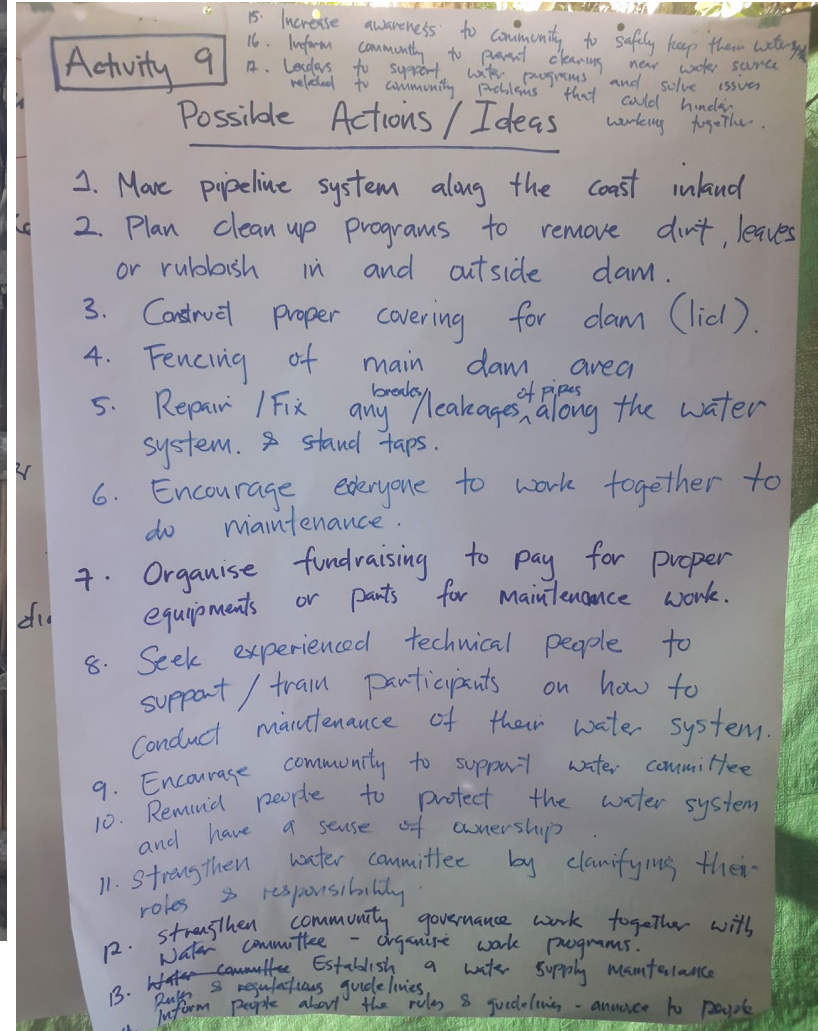 15. Increase awareness to community to safely keep their water
16. Inform community to prevent clearing near water source
17. Leaders to support water programs and solve issues
related to community problems that could hinder
working together.
Activity 9
Possible Actions / Ideas
1. Move pipeline system along the coast inland
2. Plan clean up programs to remove dirt, leaves
or rubbish in and outside dam.
3. Construct proper covering for dam (lid).
4. Fencing of main dam area
5. Repair / Fix any breaks/leakages of pipes along the water
system. & stand taps.
6. Encourage everyone to work together to
do maintenance.
7. Organise fundraising to pay for proper
equipments or parts for maintenance work.
8. Seek experienced technical people to
support / train participants on how to
conduct maintenance of their water system.
9. Encourage community to support water committee
10. Remind people to protect the water system
and have a sense of ownership.
11. Strengthen water committee by clarifying their
roles & responsibility.
12. Strengthen community governance work together with
Water committee - organise work programs.
13. Water committee Establish a water supply maintenance
Rules & regulations guidelines
Inform people about the rules & guidelines - announce to people